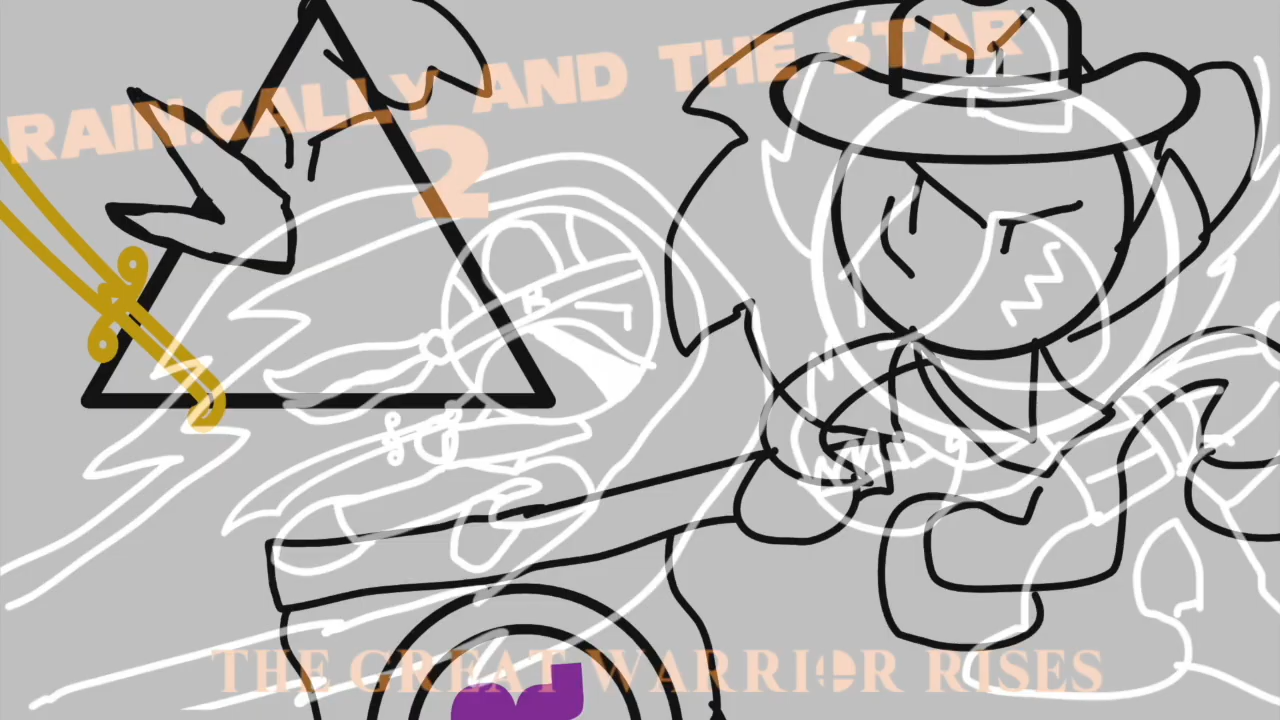 RAIN.CALLY AND THE STAR
2
THE GREAT WARRIOR RISES